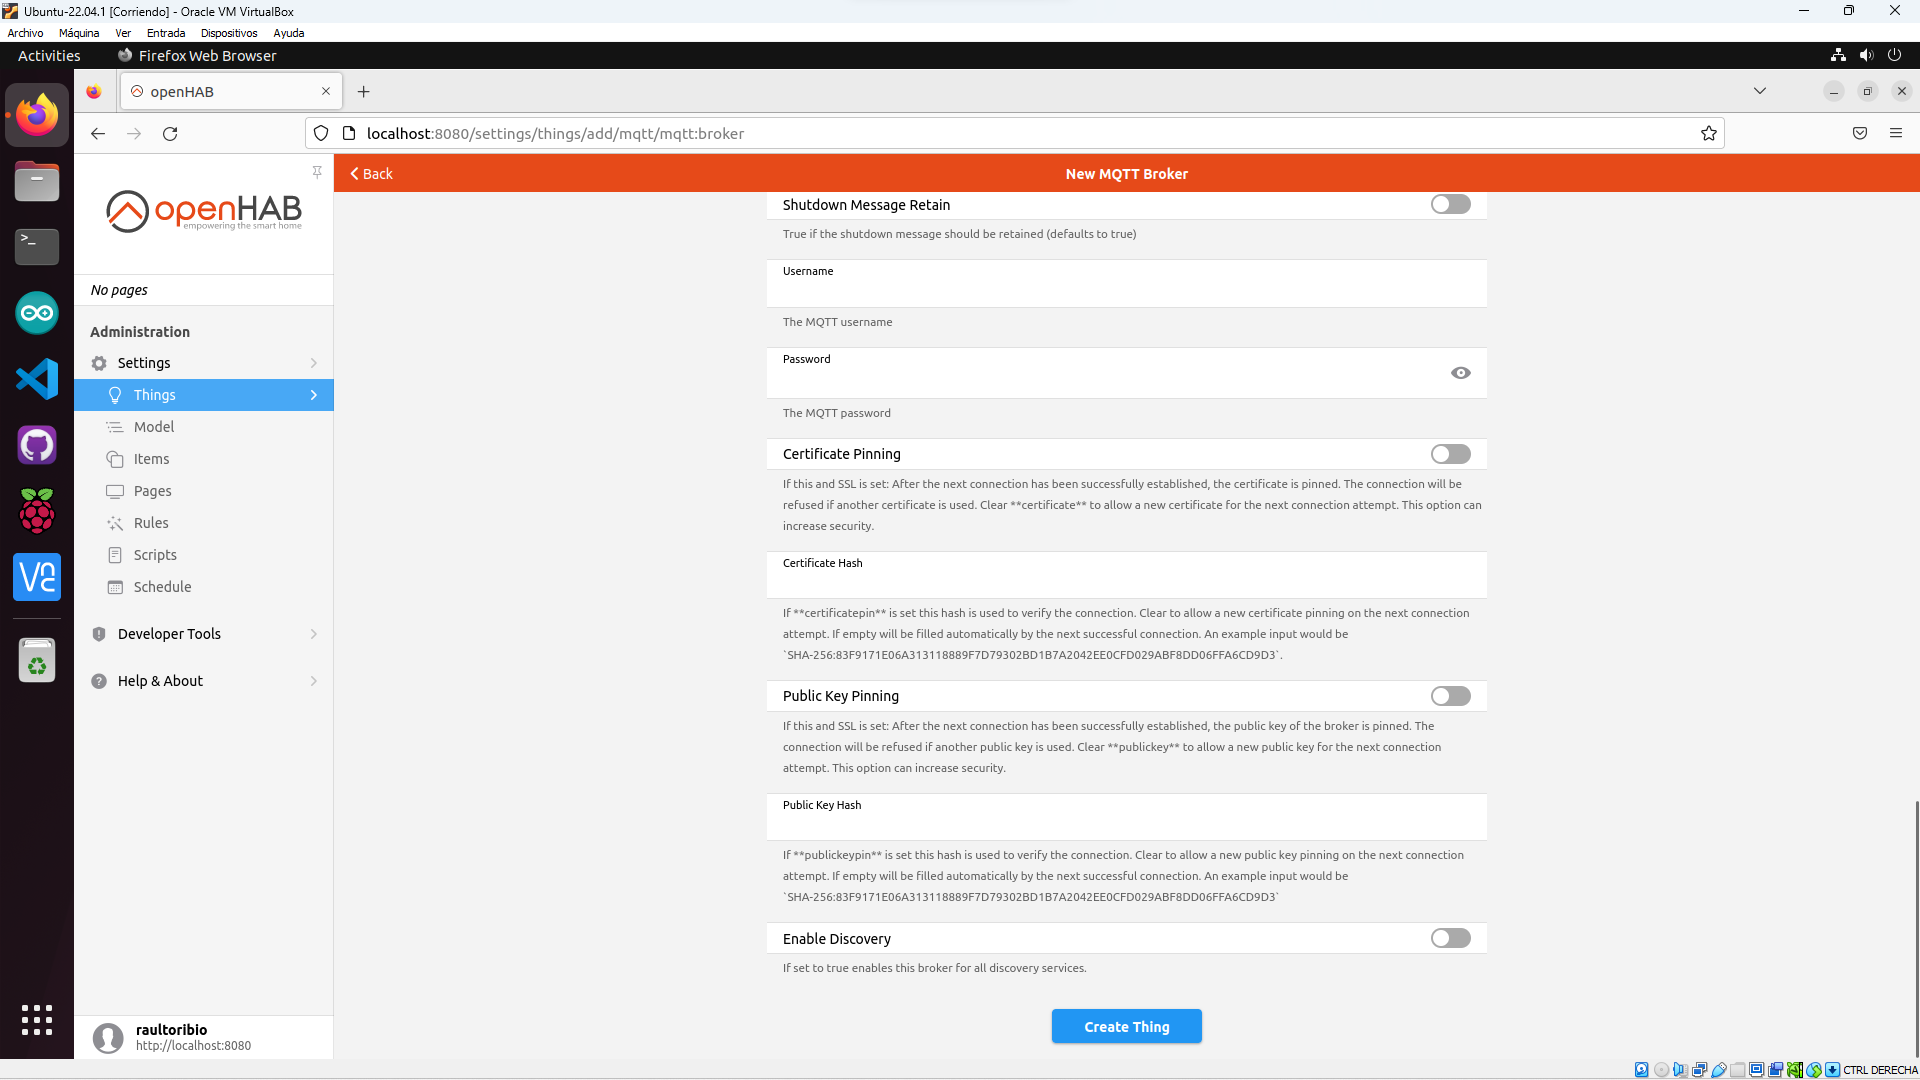 Ubuntu-22.04.1 [Corriendo] - Oracle VM VirtualBox
Archivo Máquina Ver Entrada Dispositivos Ayuda
Activities Firefox Web Browser
openHAB
localhost:8080/settings/things/add/mqtt/mqtt:broker
openHAB
empowering the smart home
No pages
Administration
Settings
Things
Model
Items
Pages
Rules
Scripts
Schedule
Developer Tools
Help & About
raultoribio
http://localhost:8080
Back
New MQTT Broker
Shutdown Message Retain
True if the shutdown message should be retained (defaults to true)
Username
The MQTT username
Password
The MQTT password
Certificate Pinning
If this and SSL is set: After the next connection has been successfully established, the certificate is pinned. The connection will be
refused if another certificate is used. Clear **certificate** to allow a new certificate for the next connection attempt. This option can
increase security.
Certificate Hash
If **certificatepin** is set this hash is used to verify the connection. Clear to allow a new certificate pinning on the next connection
attempt. If empty will be filled automatically by the next successful connection. An example input would be
`SHA-256:83F9171E06A313118889F7D79302BD1B7A2042EE0CFD029ABF8DD06FFA6CD9D3`.
Public Key Pinning
If this and SSL is set: After the next connection has been successfully established, the public key of the broker is pinned. The
connection will be refused if another public key is used. Clear **publickey** to allow a new public key for the next connection
attempt. This option can increase security.
Public Key Hash
If **publickeypin** is set this hash is used to verify the connection. Clear to allow a new public key pinning on the next connection
attempt. If empty will be filled automatically by the next successful connection. An example input would be
`SHA-256:83F9171E06A313118889F7D79302BD1B7A2042EE0CFD029ABF8DD06FFA6CD9D3`
Enable Discovery
If set to true enables this broker for all discovery services.
Create Thing
CTRL DERECHA